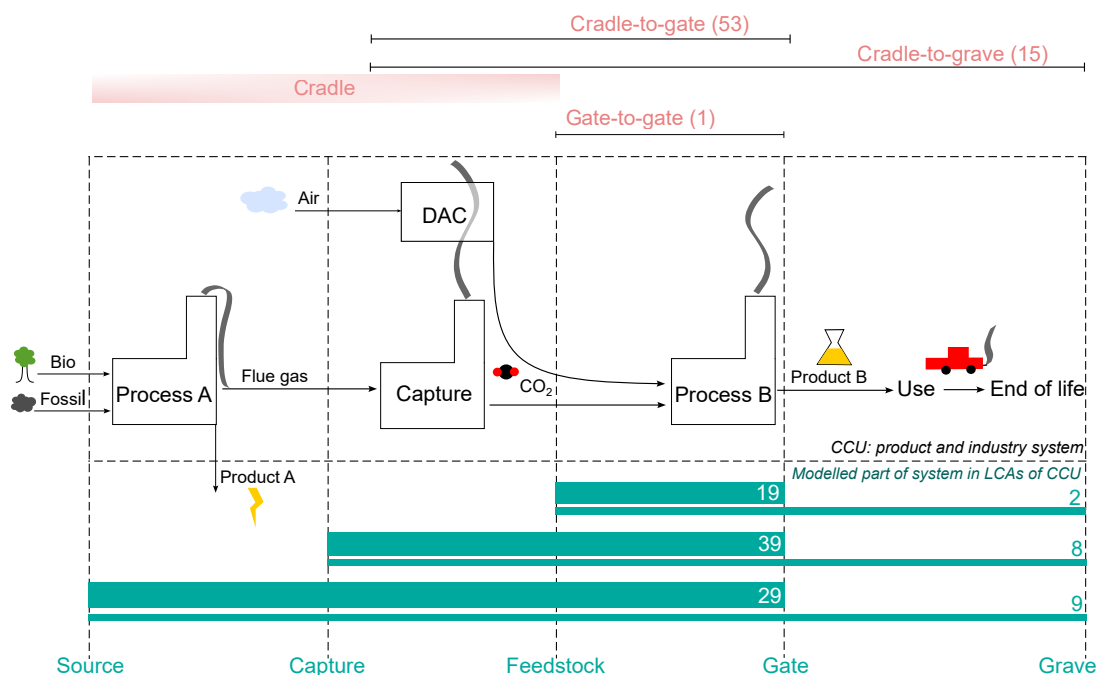 Cradle-to-gate (53)
Cradle-to-grave (15)
Cradle
Gate-to-gate (1)
Air
DAC
Bio
Fossil
Process A
Flue gas
Capture
CO₂
Process B
Product B
Use
End of life
CCU: product and industry system
Product A
Modelled part of system in LCAs of CCU
19
2
39
8
29
9
Source
Capture
Feedstock
Gate
Grave